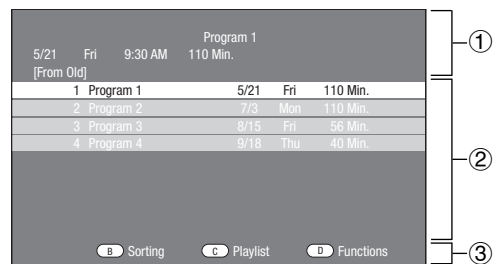 Program 1
5/21 Fri 9:30 AM 110 Min.
[From Old]
1 Program 1 5/21 Fri 110 Min.
2 Program 2 7/3 Mon 110 Min.
3 Program 3 8/15 Fri 56 Min.
4 Program 4 9/18 Thu 40 Min.
B Sorting C Playlist D Functions
①
②
③